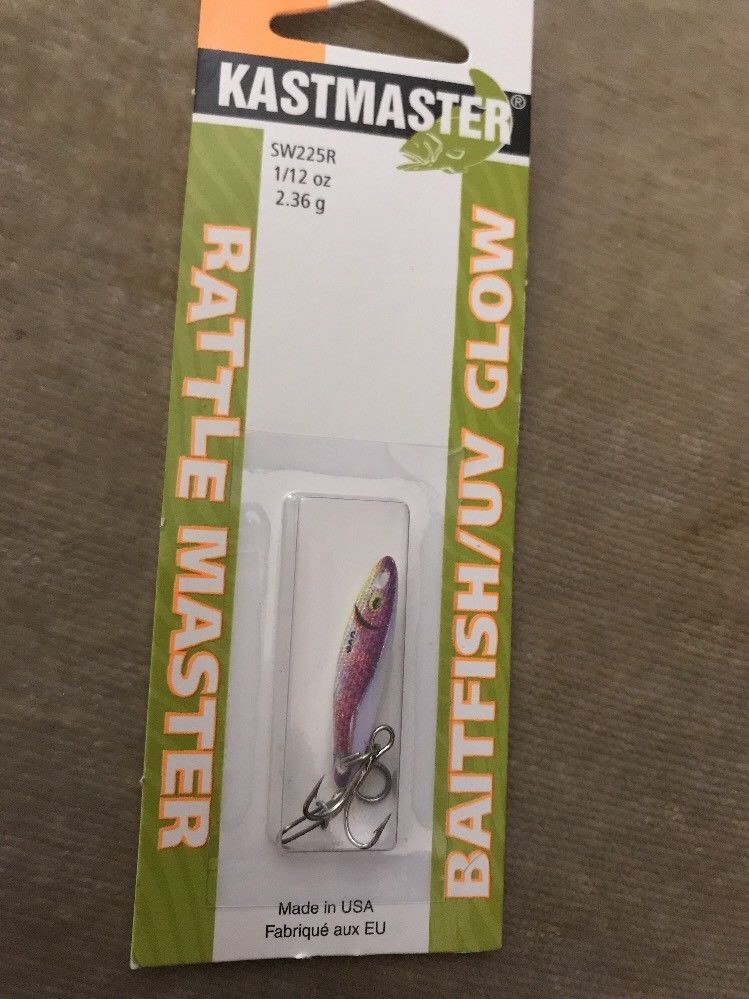 KASTMASTER®
SW225R
1/12 oz
2.36 g
RATTLE MASTER
BAITFISH/UV GLOW
Made in USA
Fabriqué aux EU